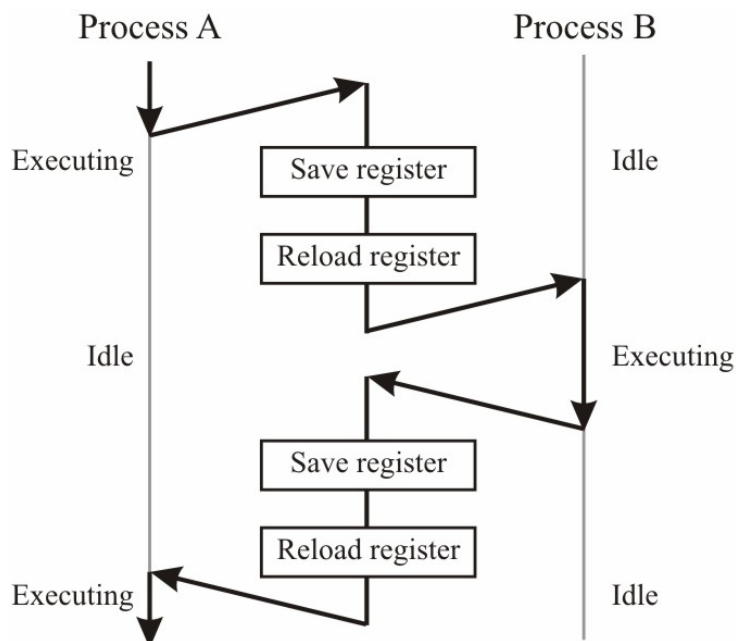 Process A
Process B
Executing
Save register
Idle
Reload register
Idle
Executing
Save register
Reload register
Executing
Idle